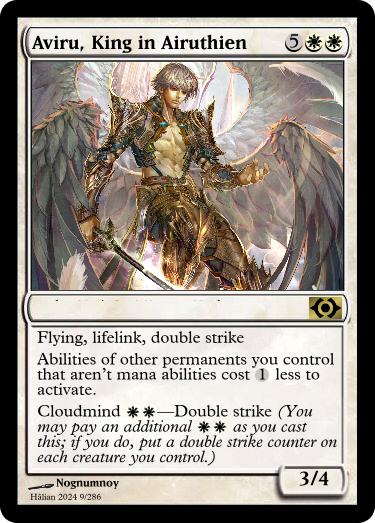 Aviru, King in Airuthien 5
Flying, lifelink, double strike
Abilities of other permanents you control
that aren't mana abilities cost 1 less to
activate.
Cloudmind —Double strike (You
may pay an additional as you cast
this; if you do, put a double strike counter on
each creature you control.)
3/4
Nognumnoy
Hālian 2024 9/286